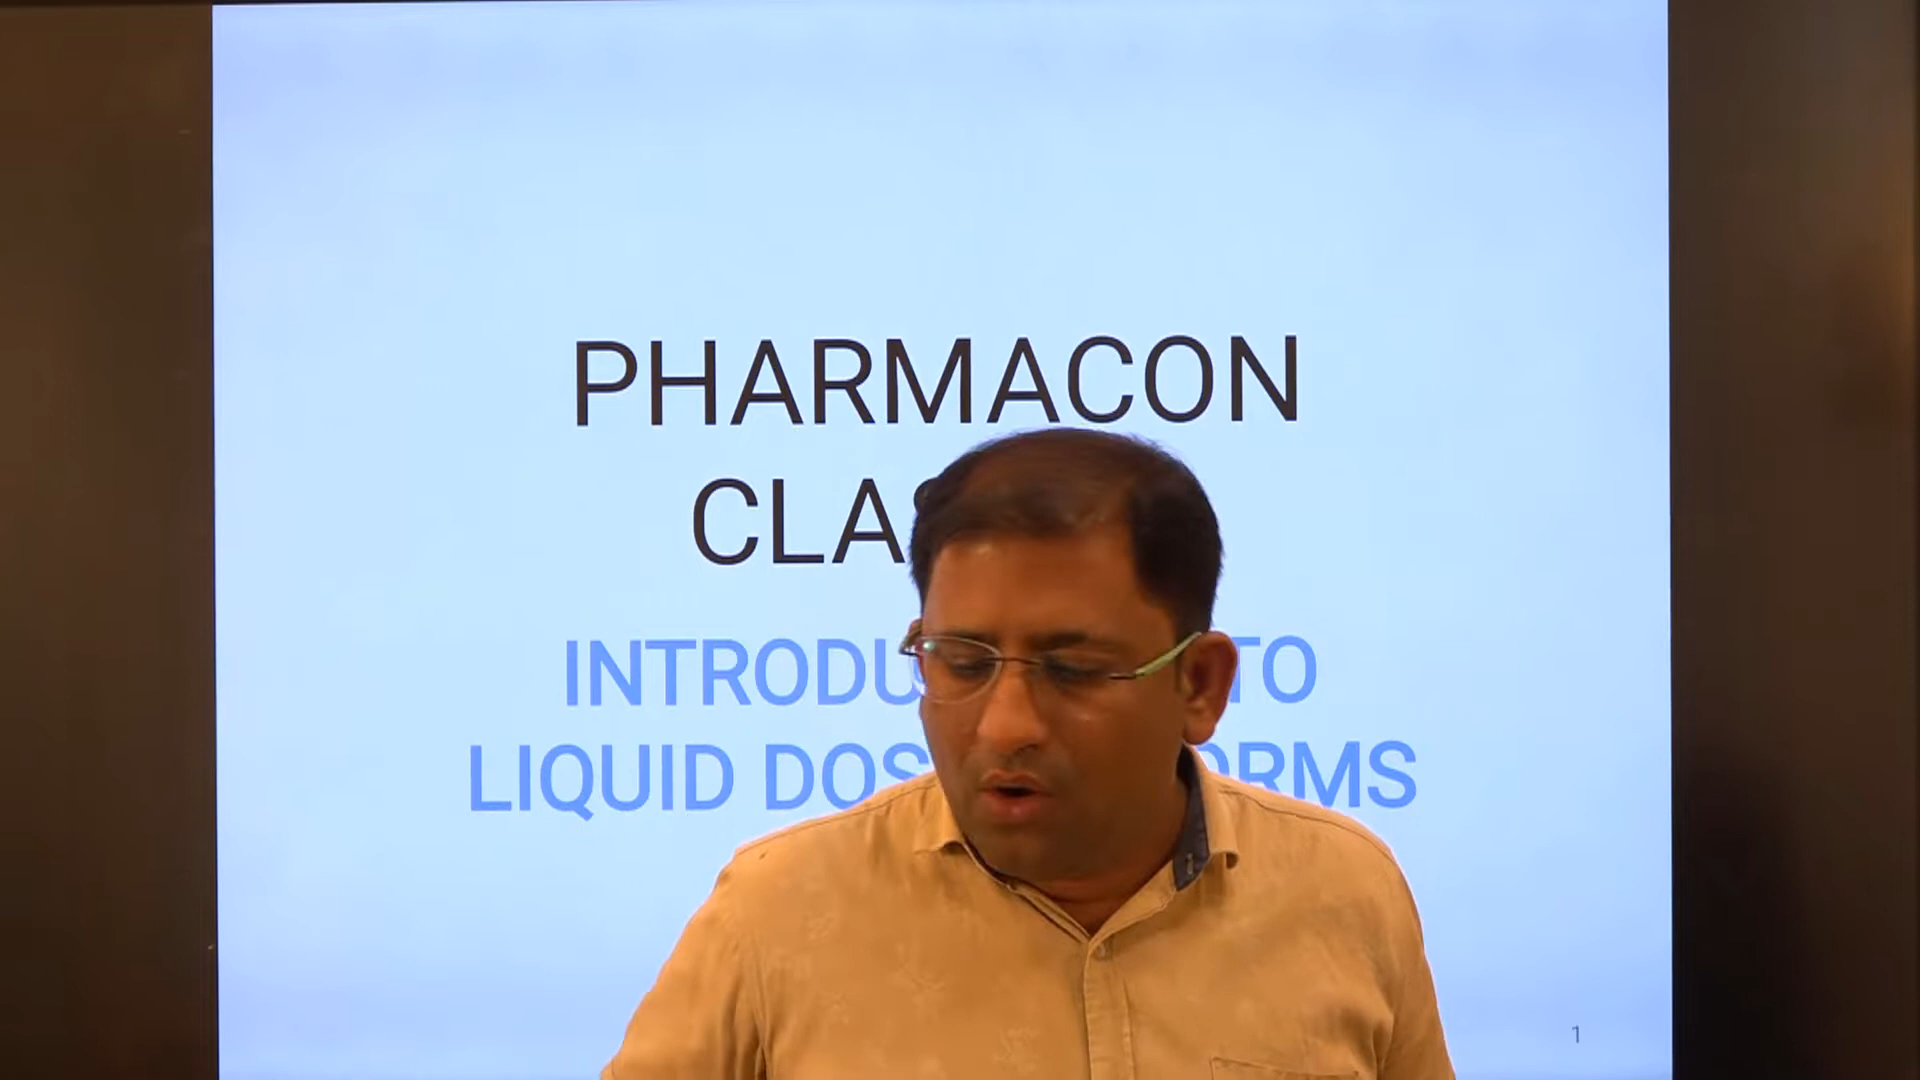 PHARMACON
CLA
INTRODU TO
LIQUID DOS ORMS
1